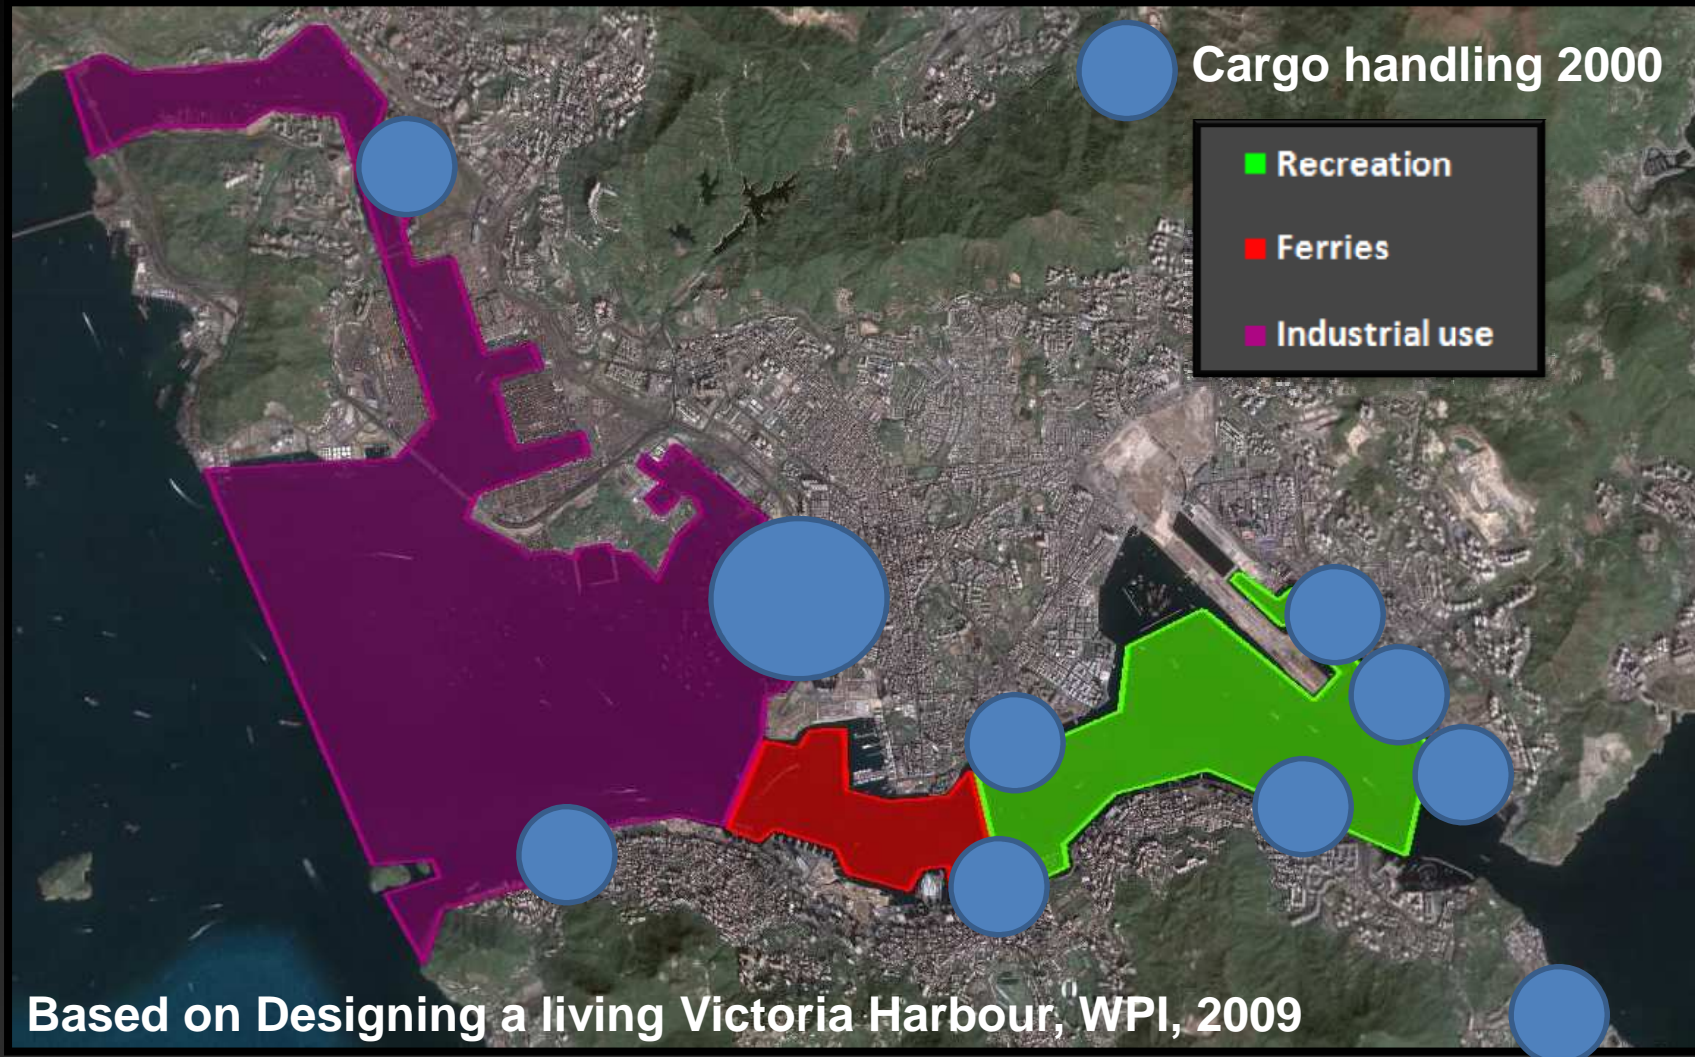 Cargo handling 2000
Recreation
Ferries
Industrial use
Based on Designing a living Victoria Harbour, WPI, 2009